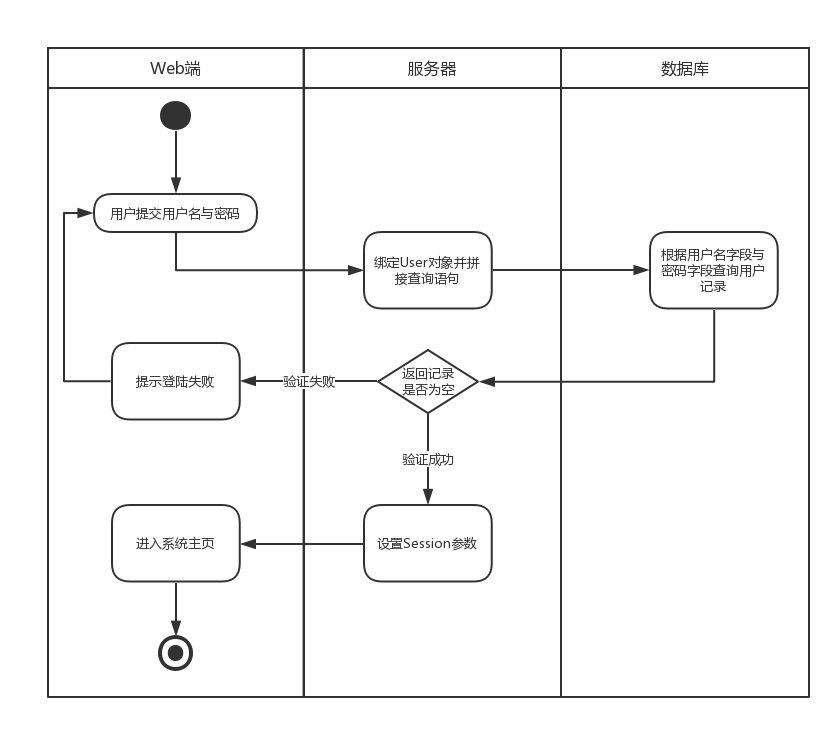 Web端
服务器
数据库
用户提交用户名与密码
绑定User对象并拼
接查询语句
根据用户名字段与
密码字段查询用户
记录
提示登陆失败
验证失败
返回记录
是否为空
验证成功
进入系统主页
设置Session参数